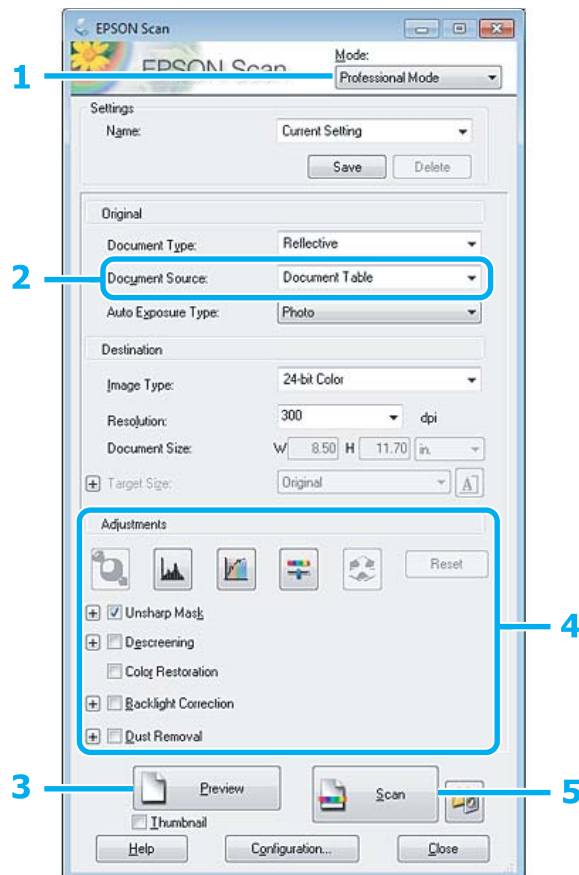 EPSON Scan
EPSON Scan
Mode:
1
Professional Mode
Settings
Name: Current Setting
Save Delete
Original
Document Type: Reflective
2 Document Source: Document Table
Auto Exposure Type: Photo
Destination
Image Type: 24-bit Color
Resolution: 300 dpi
Document Size: W 8.50 H 11.70 in.
Target Size: Original A
Adjustments
Reset
Unsharp Mask
4
Descreening
Color Restoration
Backlight Correction
Dust Removal
3 Preview Scan 5
Thumbnail
Help Configuration... Close